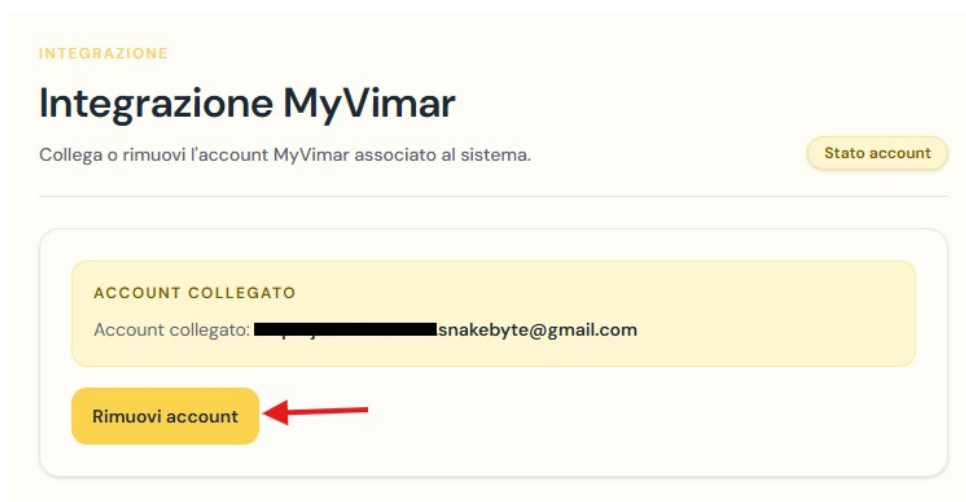 INTEGRAZIONE
Integrazione MyVimar
Collega o rimuovi l'account MyVimar associato al sistema.
Stato account
ACCOUNT COLLEGATO
Account collegato: snakebyte@gmail.com
Rimuovi account